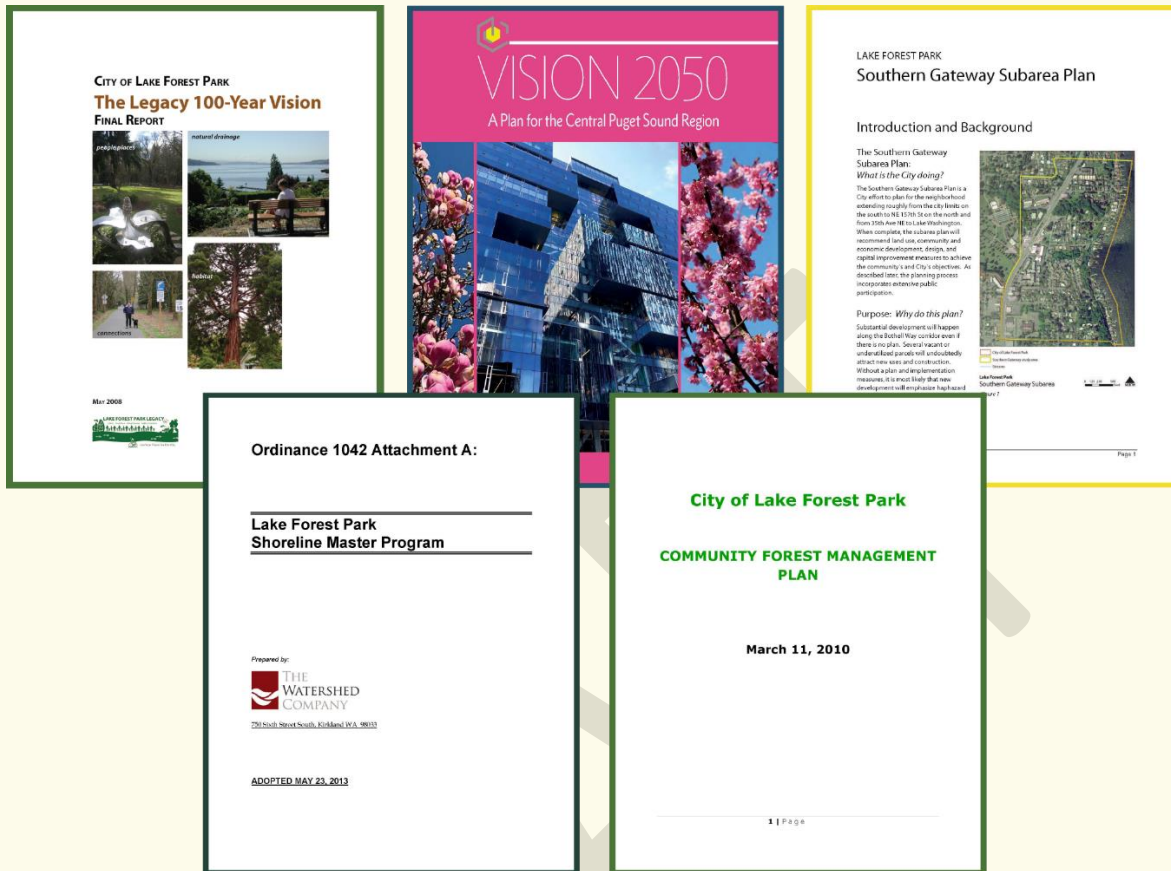 CITY OF LAKE FOREST PARK
The Legacy 100-Year Vision
FINAL REPORT
people places
natural drainage
habitat
connections
MAY 2008
LAKE FOREST PARK LEGACY
VISION 2050
A Plan for the Central Puget Sound Region
LAKE FOREST PARK
Southern Gateway Subarea Plan
Introduction and Background
The Southern Gateway
Subarea Plan:
What is the City doing?
The Southern Gateway Subarea Plan is a
City effort to plan for the neighborhood
extending roughly from the city limits on
the south to NE 157th St on the north and
from 35th Ave NE to Lake Washington.
When complete, the subarea plan will
recommend land use, community and
economic development, design, and
capital improvement measures to achieve
the community's and City's objectives. As
described later, the planning process
incorporates extensive public
participation.
Purpose: Why do this plan?
Substantial development will happen
along the Bothell Way corridor even if
there is no plan. Several vacant or
underutilized parcels will undoubtedly
attract new uses and construction.
Without a plan and implementation
measures, it is most likely that new
development will emphasize haphazard
City of Lake Forest Park
Lake Forest Park
Southern Gateway Subarea
Page 1
Ordinance 1042 Attachment A:
Lake Forest Park
Shoreline Master Program
Prepared by:
THE
WATERSHED
COMPANY
750 Sixth Street South, Kirkland WA 98033
ADOPTED MAY 23, 2013
City of Lake Forest Park
COMMUNITY FOREST MANAGEMENT
PLAN
March 11, 2010
1 | Page